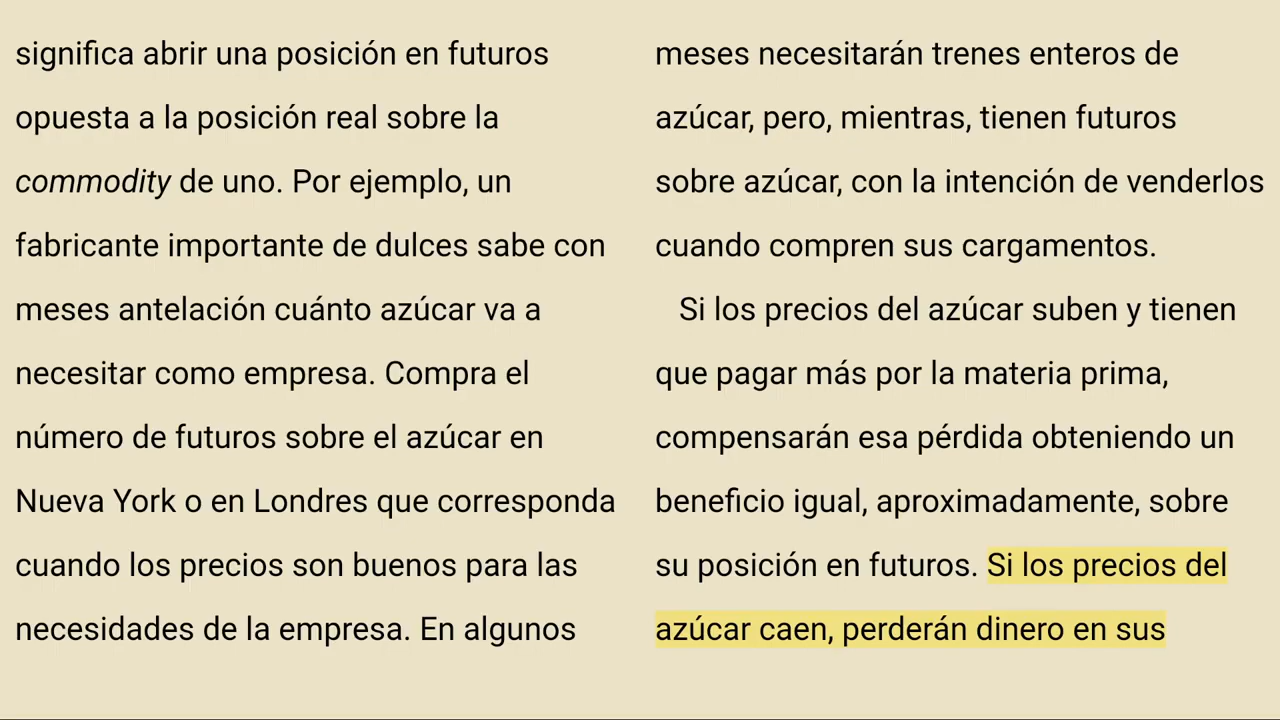 significa abrir una posición en futuros
opuesta a la posición real sobre la
commodity de uno. Por ejemplo, un
fabricante importante de dulces sabe con
meses antelación cuánto azúcar va a
necesitar como empresa. Compra el
número de futuros sobre el azúcar en
Nueva York o en Londres que corresponda
cuando los precios son buenos para las
necesidades de la empresa. En algunos
meses necesitarán trenes enteros de
azúcar, pero, mientras, tienen futuros
sobre azúcar, con la intención de venderlos
cuando compren sus cargamentos.
Si los precios del azúcar suben y tienen
que pagar más por la materia prima,
compensarán esa pérdida obteniendo un
beneficio igual, aproximadamente, sobre
su posición en futuros. Si los precios del
azúcar caen, perderán dinero en sus